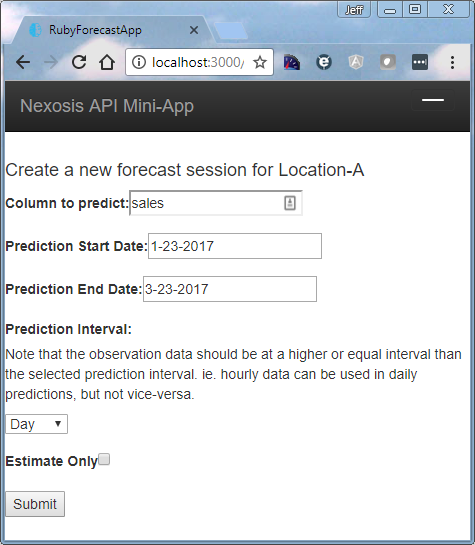 Jeff
RubyForecastApp
localhost:3000/
Nexosis API Mini-App
Create a new forecast session for Location-A
Column to predict: sales
Prediction Start Date: 1-23-2017
Prediction End Date: 3-23-2017
Prediction Interval:
Note that the observation data should be at a higher or equal interval than
the selected prediction interval. ie. hourly data can be used in daily
predictions, but not vice-versa.
Day
Estimate Only
Submit